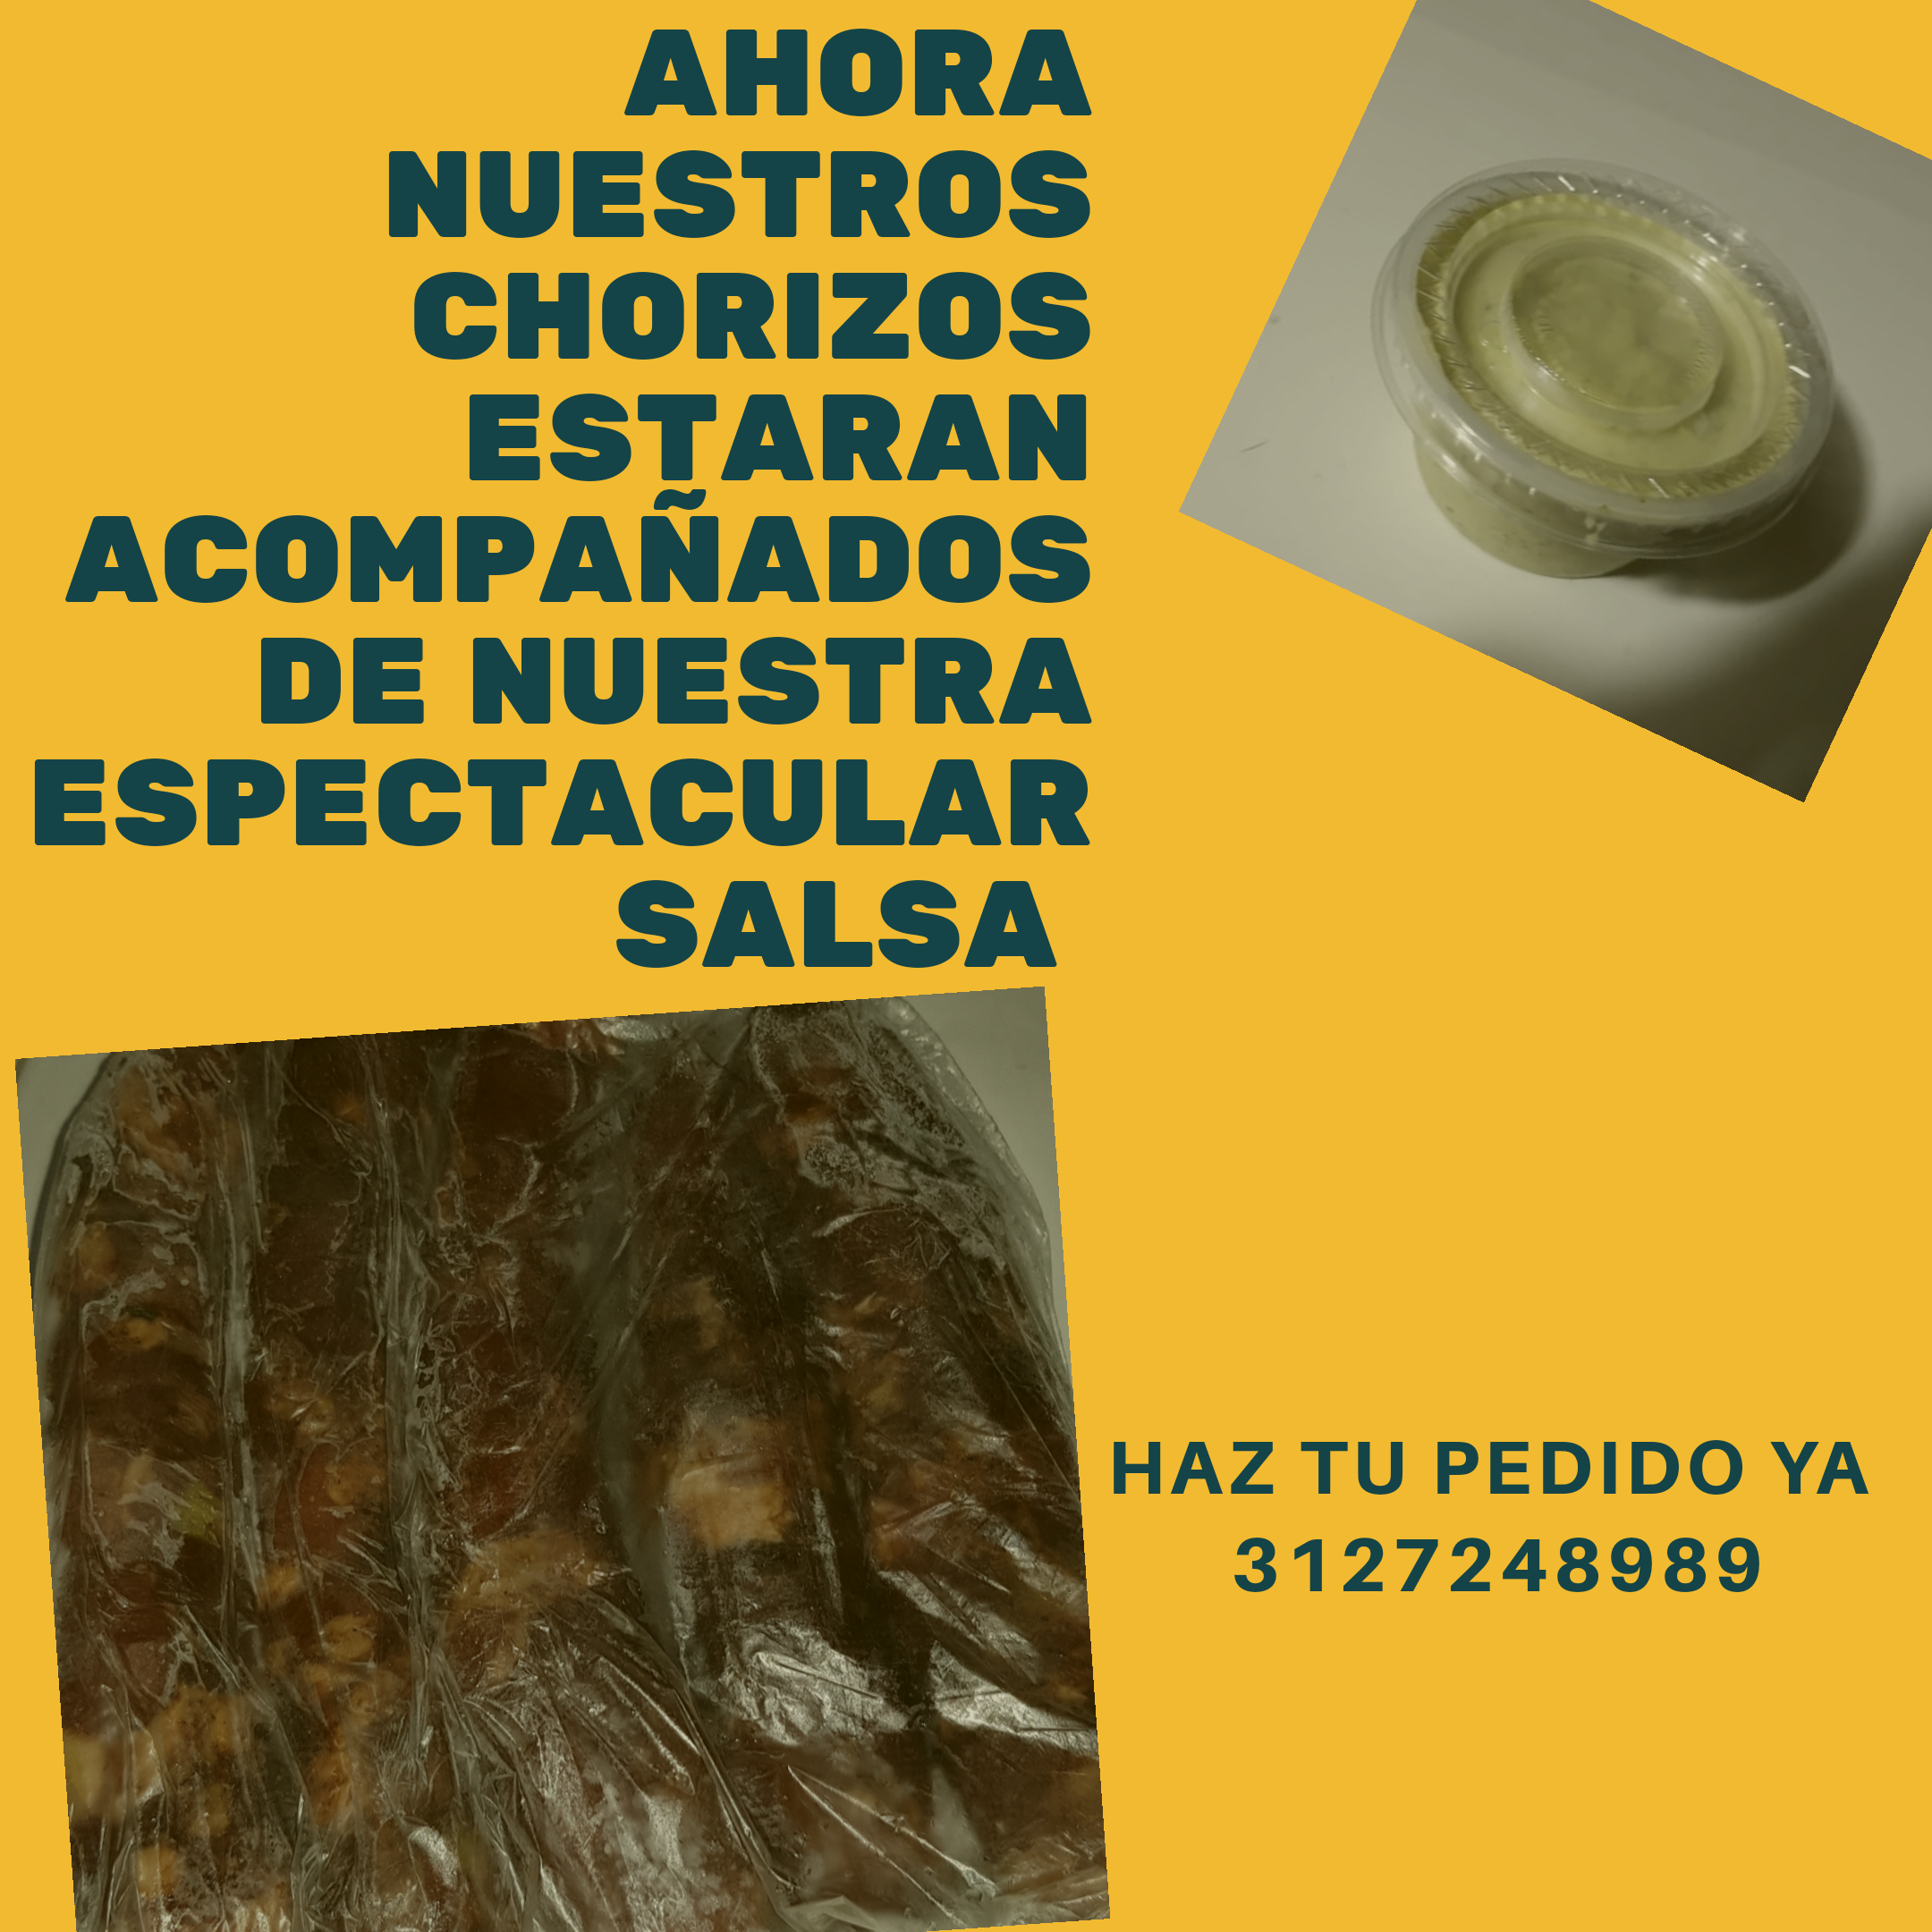 AHORA
NUESTROS
CHORIZOS
ESTARAN
ACOMPAÑADOS
DE NUESTRA
ESPECTACULAR
SALSA
HAZ TU PEDIDO YA
3127248989